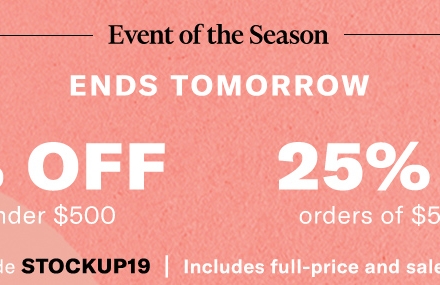 Event of the Season
ENDS TOMORROW
% OFF 25%
nder $500 orders of $5
de STOCKUP19 | Includes full-price and sale